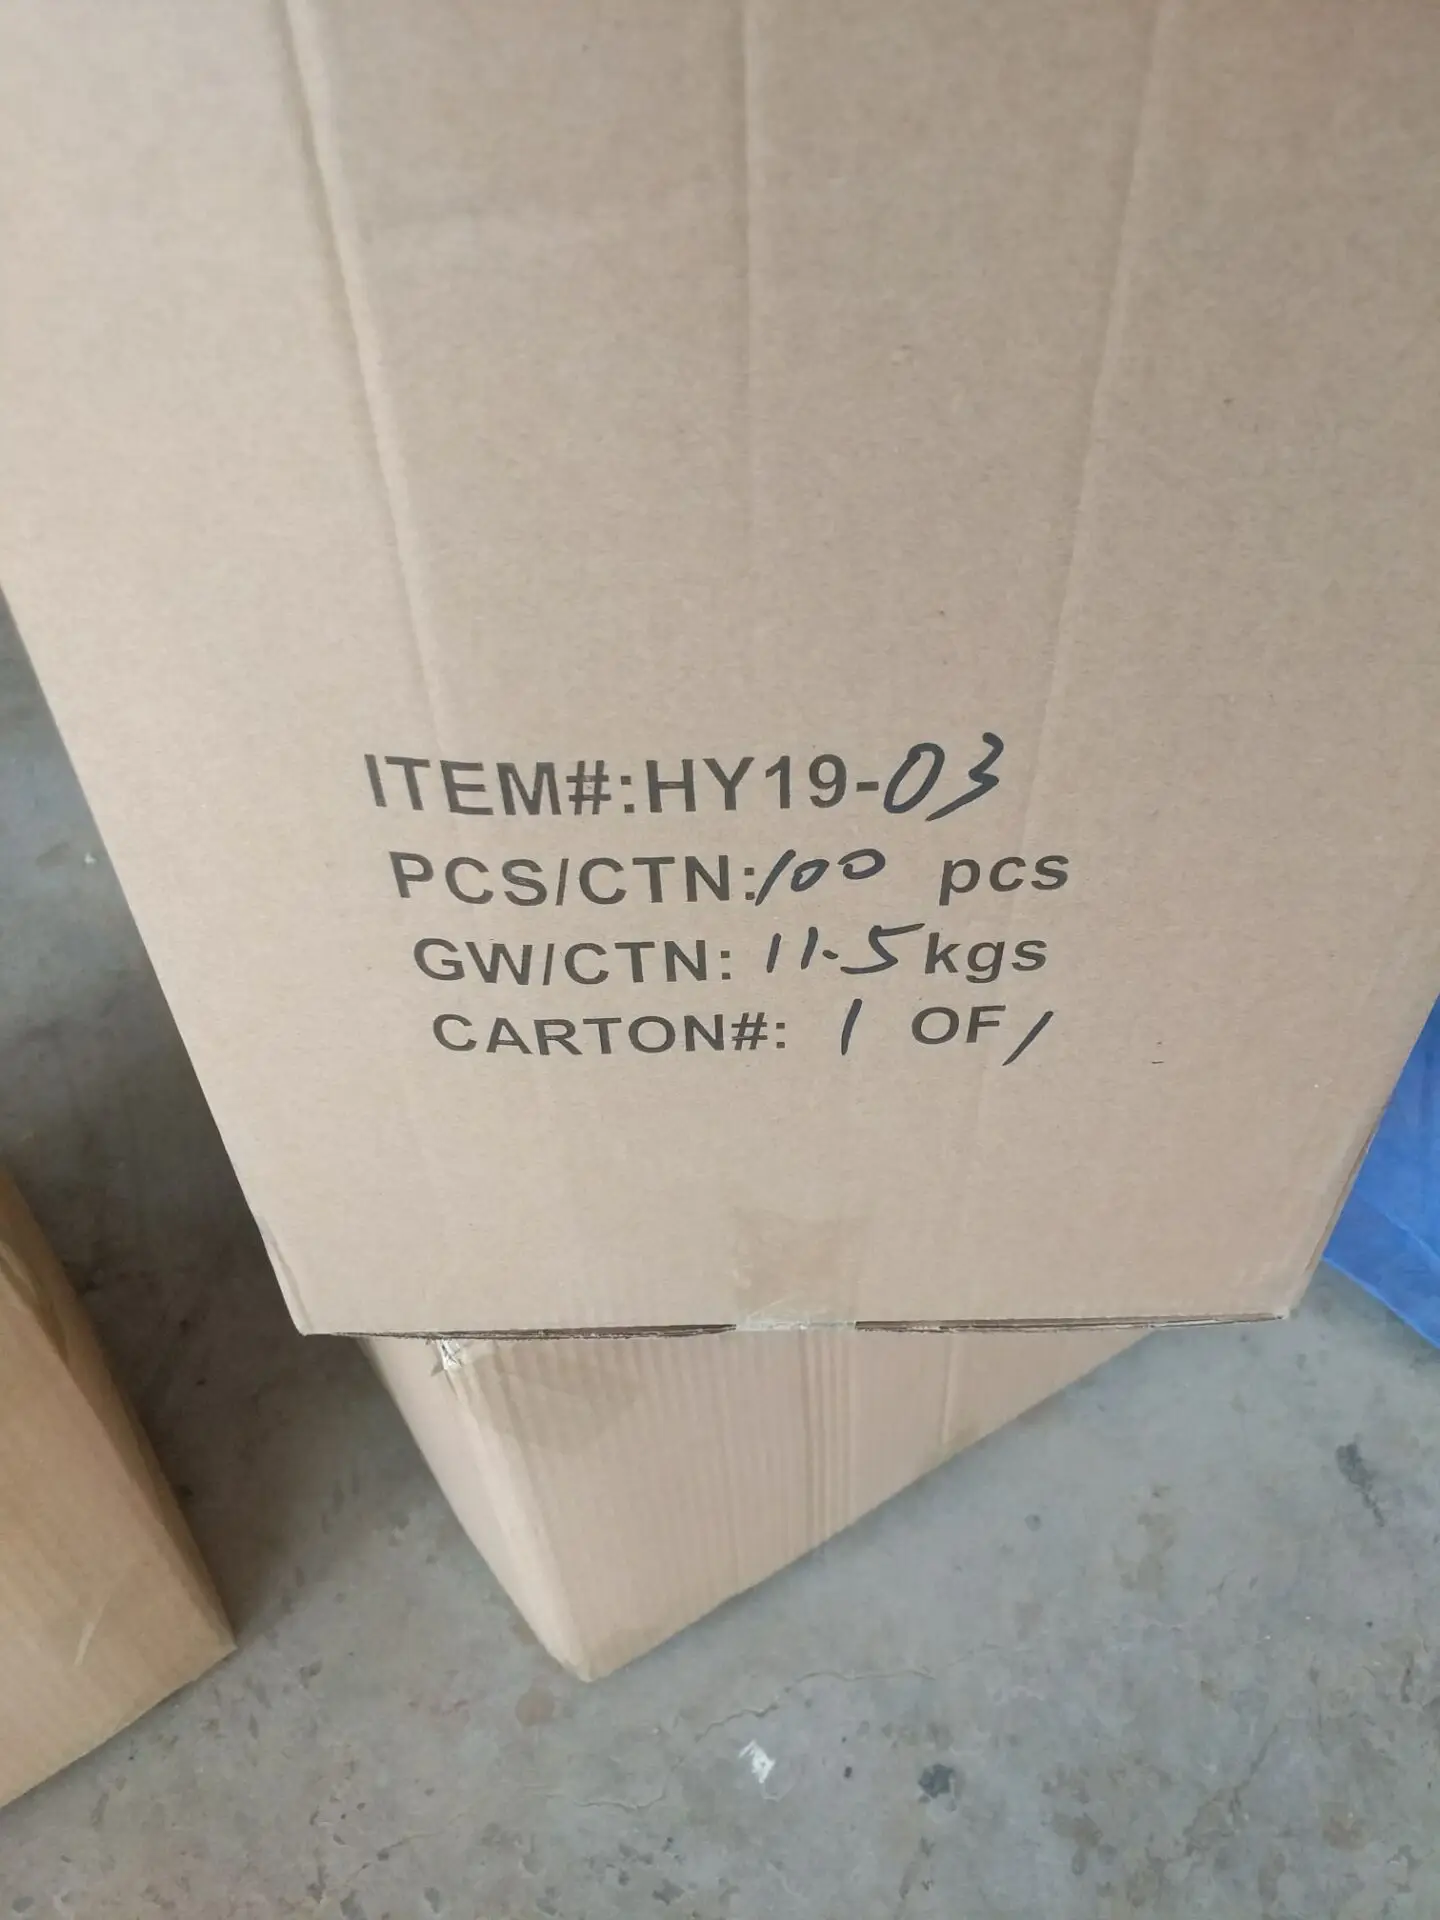 ITEM#:HY19-03
PCS/CTN:100 pcs
GW/CTN: 11.5kgs
CARTON#: 1 OF 1